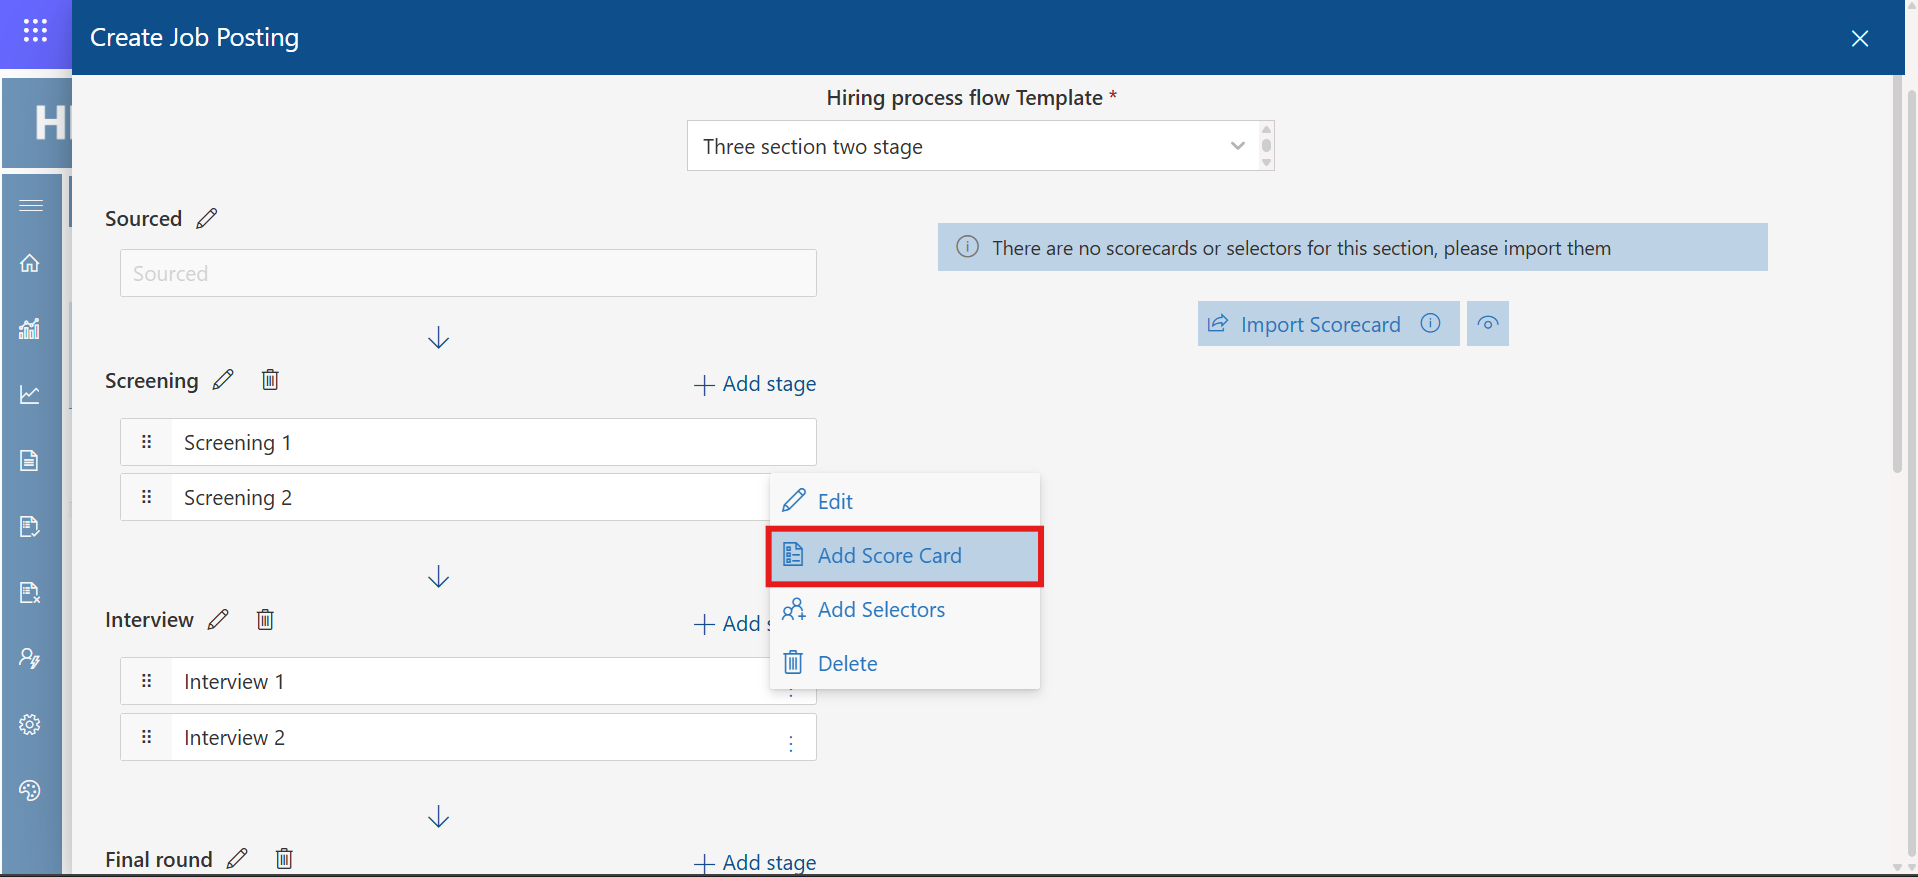 Create Job Posting
Hiring process flow Template *
Three section two stage
Sourced
Sourced
There are no scorecards or selectors for this section, please import them
Import Scorecard
Screening
Add stage
Screening 1
Screening 2
Edit
Add Score Card
Add Selectors
Delete
Interview
Add
Interview 1
Interview 2
Final round
Add stage